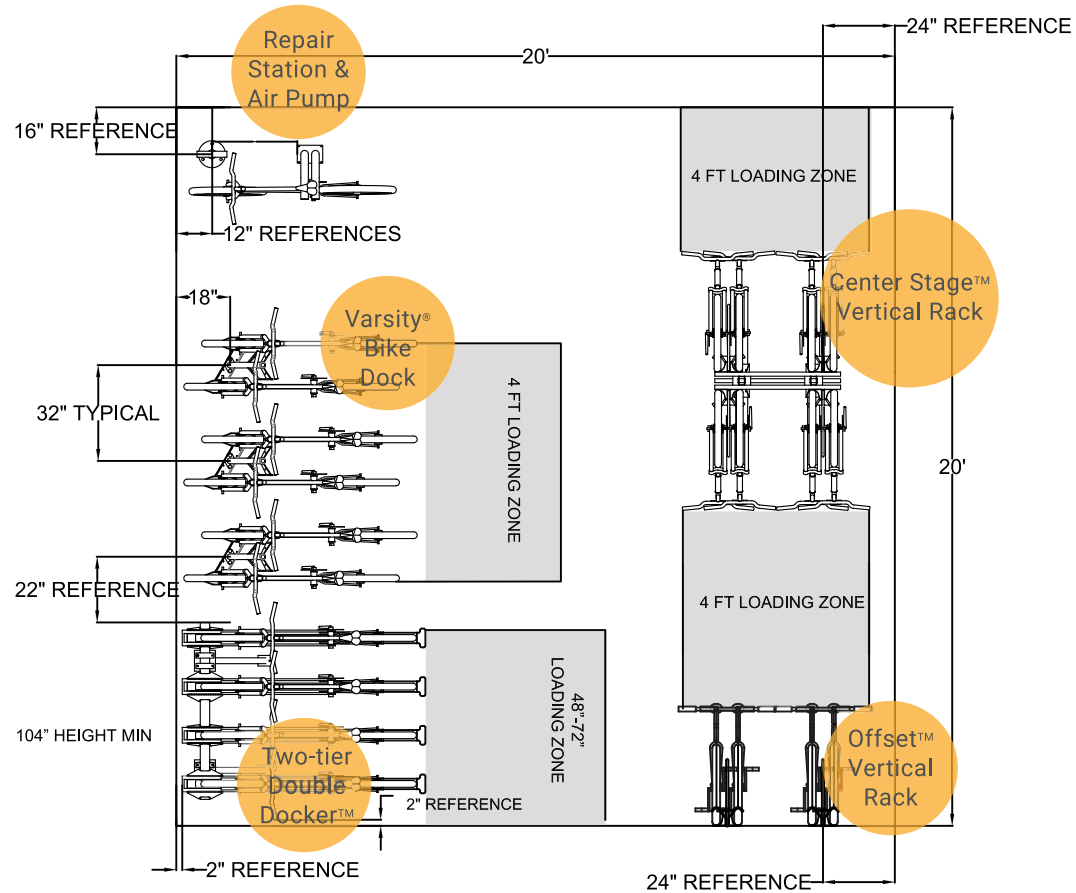 24" REFERENCE
Repair
Station &
Air Pump
20'
16" REFERENCE
4 FT LOADING ZONE
12" REFERENCES
Center Stage™
Vertical Rack
18"
Varsity®
Bike
Dock
32" TYPICAL
4 FT LOADING ZONE
20'
22" REFERENCE
4 FT LOADING ZONE
48"-72"
LOADING ZONE
104" HEIGHT MIN
Two-tier
Double
Docker™
2" REFERENCE
Offset™
Vertical
Rack
2" REFERENCE
24" REFERENCE